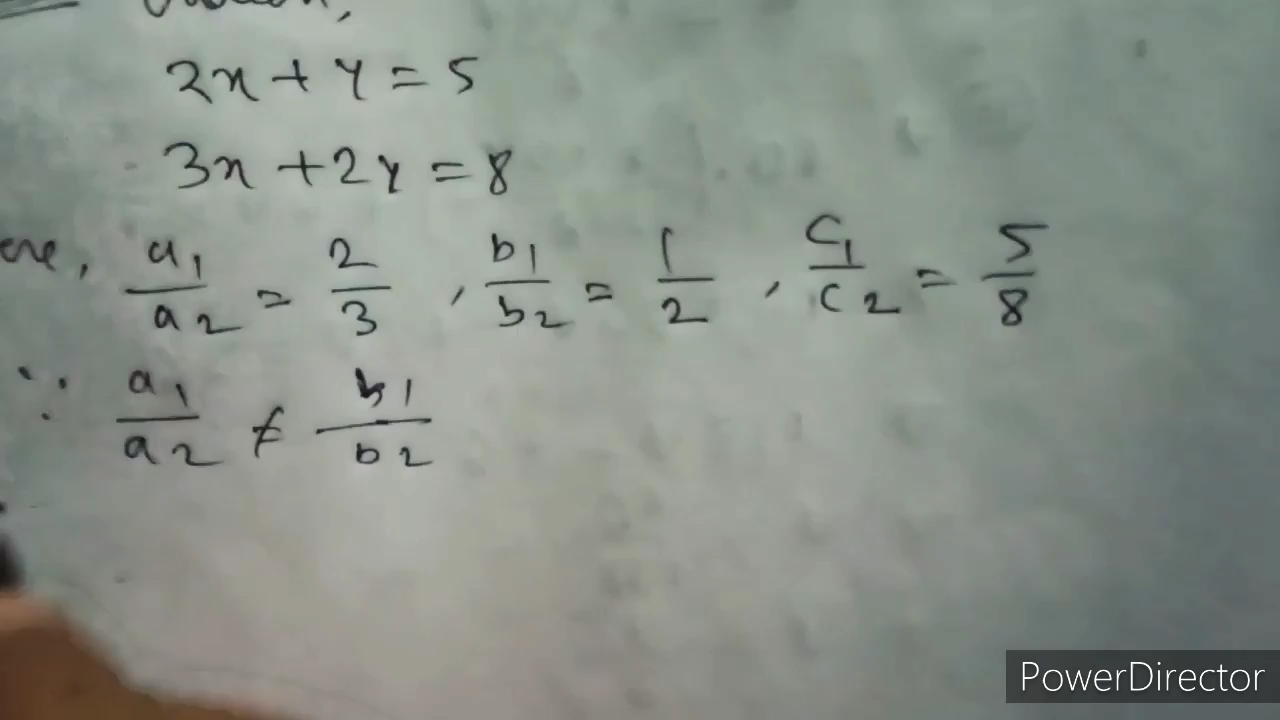 2x + y = 5
3x + 2y = 8
ere, a1/a2 = 2/3 , b1/b2 = 1/2 , C1/C2 = 5/8
∵ a1/a2 ≠ b1/b2
PowerDirector